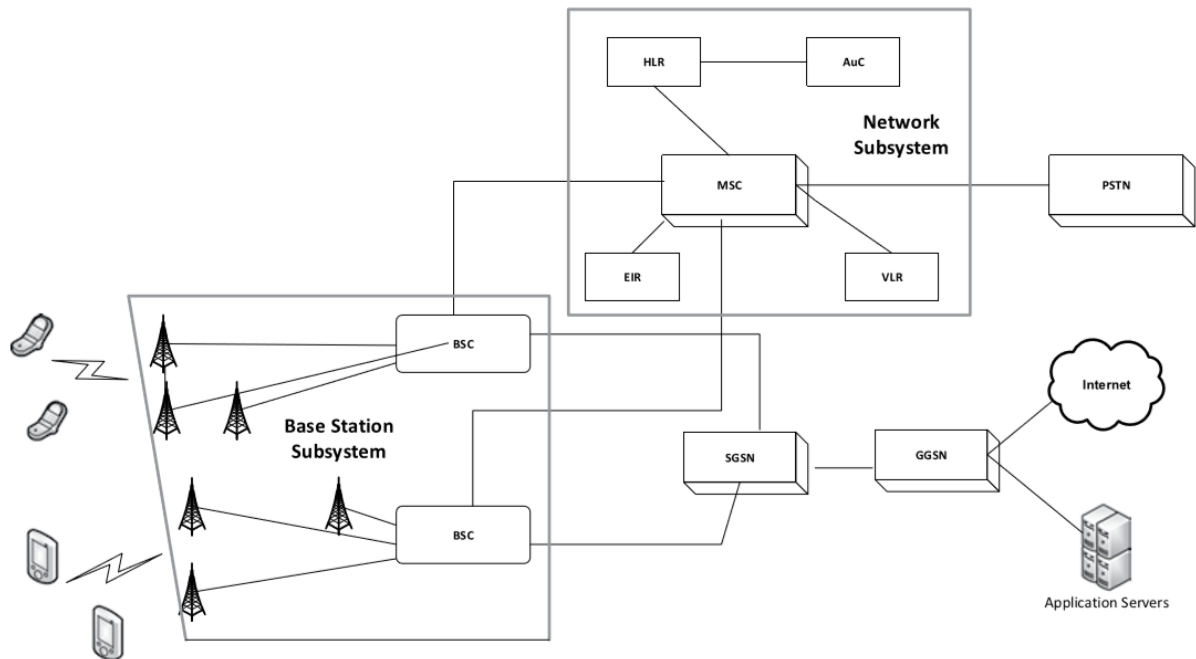 HLR
AuC
Network
Subsystem
MSC
PSTN
EIR
VLR
BSC
Internet
Base Station
Subsystem
SGSN
GGSN
BSC
Application Servers